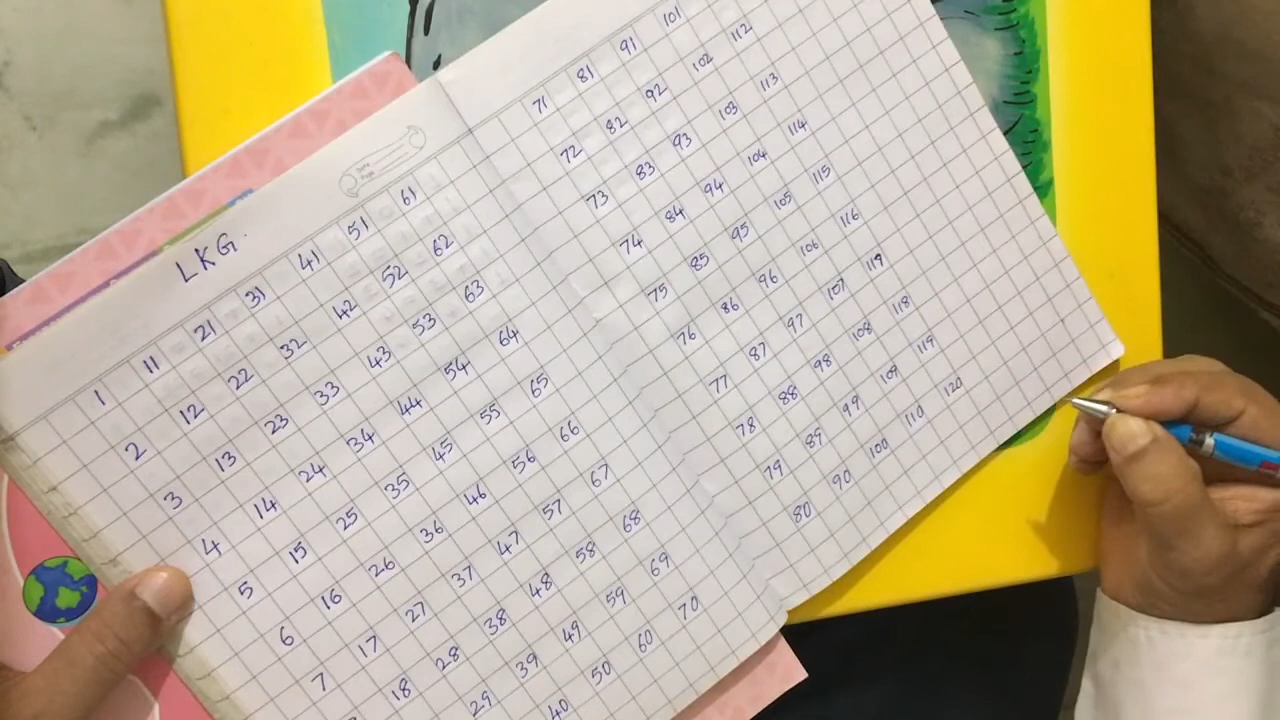 Date
Page
LKG.
1 11 21 31 41 51 61
2 12 22 32 42 52 62
3 13 23 33 43 53 63
4 14 24 34 44 54 64
5 15 25 35 45 55 65
6 16 26 36 46 56 66
7 17 27 37 47 57 67
18 28 38 48 58 68
29 39 49 59 69
40 50 60 70
71 81 91 101
72 82 92 102 112
73 83 93 103 113
74 84 94 104 114
75 85 95 105 115
76 86 96 106 116
77 87 97 107 117
78 88 98 108 118
79 89 99 109 119
80 90 100 110 120